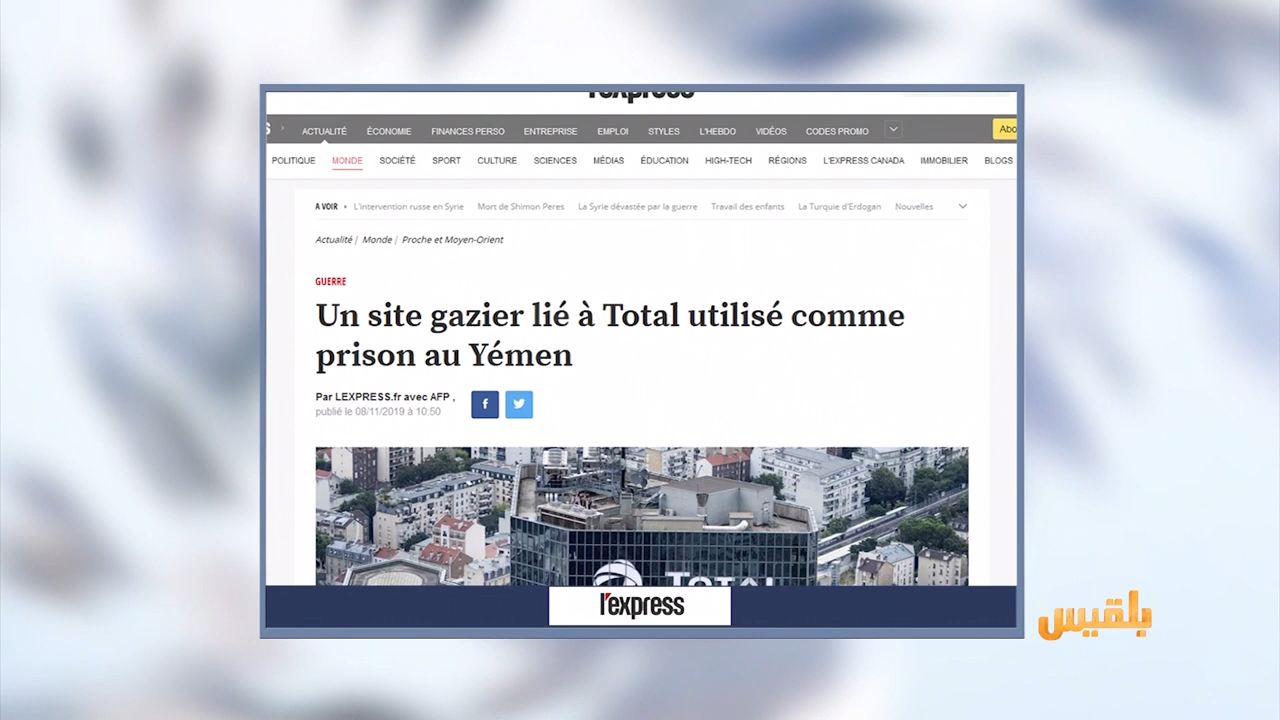 l'express
S
ACTUALITÉ ÉCONOMIE FINANCES PERSO ENTREPRISE EMPLOI STYLES L'HEBDO VIDÉOS CODES PROMO Abo
POLITIQUE MONDE SOCIÉTÉ SPORT CULTURE SCIENCES MÉDIAS ÉDUCATION HIGH-TECH RÉGIONS L'EXPRESS CANADA IMMOBILIER BLOGS
A VOIR L'intervention russe en Syrie Mort de Shimon Peres La Syrie dévastée par la guerre Travail des enfants La Turquie d'Erdogan Nouvelles
Actualité | Monde | Proche et Moyen-Orient
GUERRE
Un site gazier lié à Total utilisé comme
prison au Yémen
Par LEXPRESS.fr avec AFP ,
publié le 08/11/2019 à 10:50
TOTAL
l'express
بلقيس